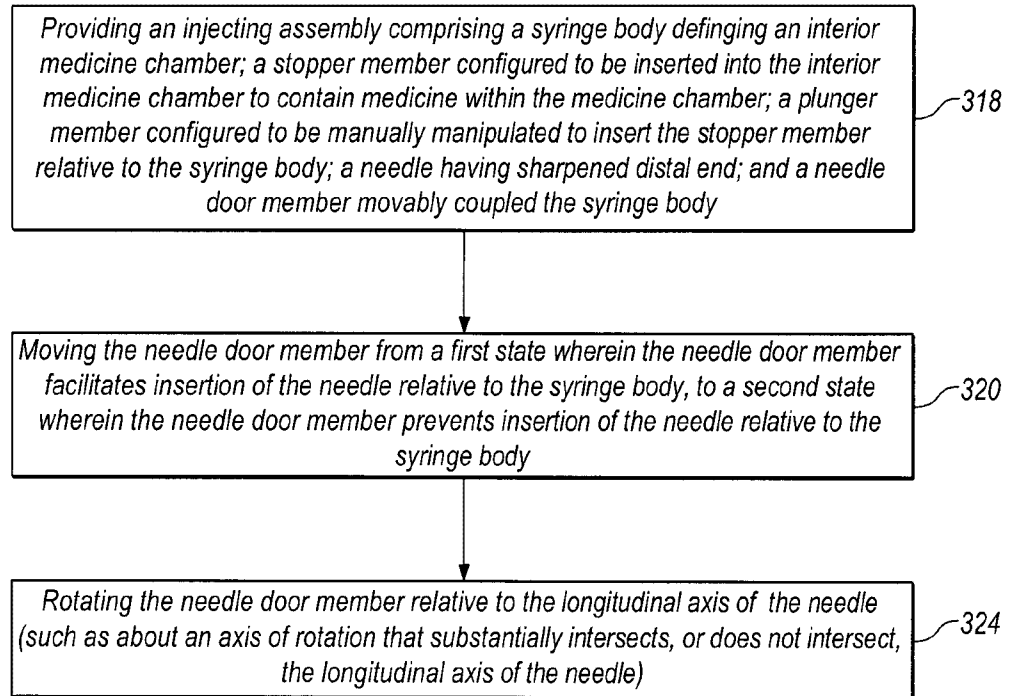 Providing an injecting assembly comprising a syringe body definging an interior
medicine chamber; a stopper member configured to be inserted into the interior
medicine chamber to contain medicine within the medicine chamber; a plunger
member configured to be manually manipulated to insert the stopper member
relative to the syringe body; a needle having sharpened distal end; and a needle
door member movably coupled the syringe body
318
Moving the needle door member from a first state wherein the needle door member
facilitates insertion of the needle relative to the syringe body, to a second state
wherein the needle door member prevents insertion of the needle relative to the
syringe body
320
Rotating the needle door member relative to the longitudinal axis of the needle
(such as about an axis of rotation that substantially intersects, or does not intersect,
the longitudinal axis of the needle)
324